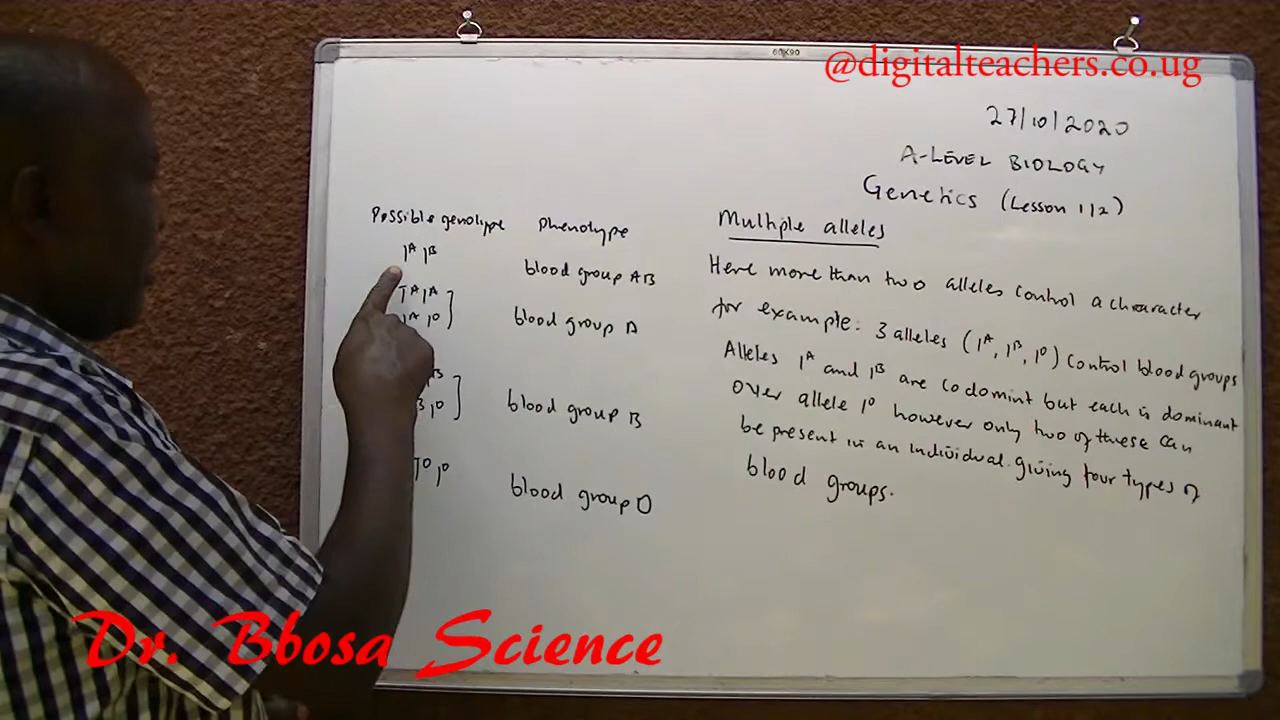 60X90
@digitalteachers.co.ug
27/10/2020
A-LEVEL BIOLOGY
Genetics (Lesson 112)
Possible genotype Phenotype
I^A I^B blood group AB
I^A I^A
I^A I^O blood group A
B
B I^O blood group B
I^O I^O blood group O
Multiple alleles
Here more than two alleles control a character
for example: 3 alleles (I^A, I^B, I^O) control blood groups
Alleles I^A and I^B are codomint but each is dominant
over allele I^O however only two of these can
be present in an individual giving four types of
blood groups.
Dr. Bbosa Science